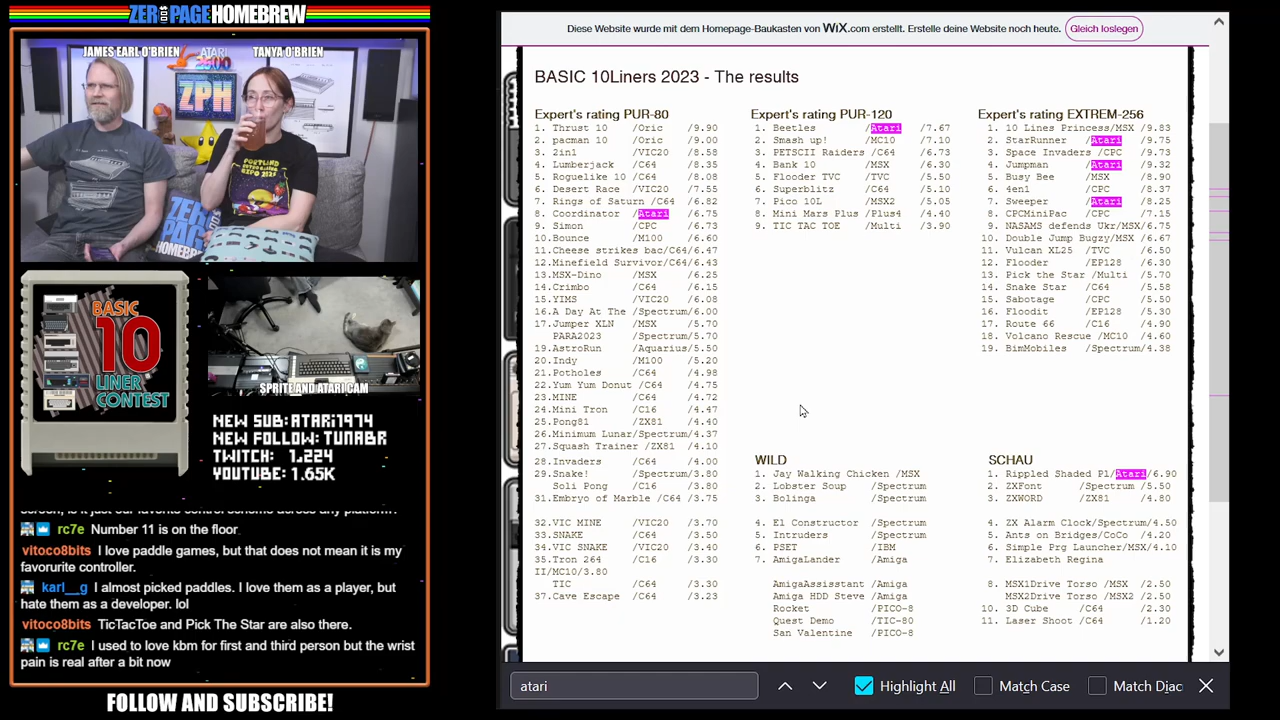 ZERO PAGE HOMEBREW
JAMES EARL O'BRIEN
ATARI
2600
TANYA O'BRIEN
ZPH
PORTLAND
EXPO 2023
ZERO PAGE
HOMEBREW
BASIC
10
LINER
CONTEST
SPRITE AND ATARI CAM
NEW SUB:ATARI1974
NEW FOLLOW:TUNABR
TWITCH: 1,224
YOUTUBE: 1.65K
screen, is it just our favorite control scheme across any platform?
rc7e Number 11 is on the floor
vitoco8bits I love paddle games, but that does not mean it is my
favorurite controller.
karl__g I almost picked paddles. I love them as a player, but
hate them as a developer. lol
vitoco8bits TicTacToe and Pick The Star are also there.
rc7e I used to love kbm for first and third person but the wrist
pain is real after a bit now
FOLLOW AND SUBSCRIBE!
Diese Website wurde mit dem Homepage-Baukasten von WiX.com erstellt. Erstelle deine Website noch heute.
Gleich loslegen
BASIC 10Liners 2023 - The results
Expert's rating PUR-80
1. Thrust 10 /Oric /9.90
2. pacman 10 /Oric /9.00
3. 2in1 /VIC20 /8.58
4. Lumberjack /C64 /8.35
5. Roguelike 10 /C64 /8.08
6. Desert Race /VIC20 /7.55
7. Rings of Saturn /C64 /6.82
8. Coordinator /Atari /6.75
9. Simon /CPC /6.73
10.Bounce /M100 /6.60
11.Cheese strikes bac/C64/6.47
12.Minefield Survivor/C64/6.43
13.MSX-Dino /MSX /6.25
14.Crimbo /C64 /6.15
15.YIMS /VIC20 /6.08
16.A Day At The /Spectrum/6.00
17.Jumper XLN /MSX /5.70
PARA2023 /Spectrum/5.70
19.AstroRun /Aquarius/5.50
20.Indy /M100 /5.20
21.Potholes /C64 /4.98
22.Yum Yum Donut /C64 /4.75
23.MINE /C64 /4.72
24.Mini Tron /C16 /4.47
25.Pong81 /ZX81 /4.40
26.Minimum Lunar/Spectrum/4.37
27.Squash Trainer /ZX81 /4.10
28.Invaders /C64 /4.00
29.Snake! /Spectrum/3.80
Soli Pong /C16 /3.80
31.Embryo of Marble /C64 /3.75
32.VIC MINE /VIC20 /3.70
33.SNAKE /C64 /3.50
34.VIC SNAKE /VIC20 /3.40
35.Tron 264 /C16 /3.30
II/MC10/3.80
TIC /C64 /3.30
37.Cave Escape /C64 /3.23
Expert's rating PUR-120
1. Beetles /Atari /7.67
2. Smash up! /MC10 /7.10
3. PETSCII Raiders /C64 /6.73
4. Bank 10 /MSX /6.30
5. Flooder TVC /TVC /5.50
6. Superblitz /C64 /5.10
7. Pico 10L /MSX2 /5.05
8. Mini Mars Plus /Plus4 /4.40
9. TIC TAC TOE /Multi /3.90
Expert's rating EXTREM-256
1. 10 Lines Princess/MSX /9.83
2. StarRunner /Atari /9.75
3. Space Invaders /CPC /9.73
4. Jumpman /Atari /9.32
5. Busy Bee /MSX /8.90
6. 4en1 /CPC /8.37
7. Sweeper /Atari /8.25
8. CPCMiniPac /CPC /7.15
9. NASAMS defends Ukr/MSX/6.75
10. Double Jump Bugzy/MSX /6.67
11. Vulcan XL25 /TVC /6.50
12. Flooder /EP128 /6.30
13. Pick the Star /Multi /5.70
14. Snake Star /C64 /5.58
15. Sabotage /CPC /5.50
16. Floodit /EP128 /5.30
17. Route 66 /C16 /4.90
18. Volcano Rescue /MC10 /4.60
19. BimMobiles /Spectrum/4.38
WILD
1. Jay Walking Chicken /MSX
2. Lobster Soup /Spectrum
3. Bolinga /Spectrum
4. El Constructor /Spectrum
5. Intruders /Spectrum
6. PSET /IBM
7. AmigaLander /Amiga
AmigaAssisstant /Amiga
Amiga HDD Steve /Amiga
Rocket /PICO-8
Quest Demo /TIC-80
San Valentine /PICO-8
SCHAU
1. Rippled Shaded Pl/Atari/6.90
2. ZXFont /Spectrum /5.50
3. ZXWORD /ZX81 /4.80
4. ZX Alarm Clock/Spectrum/4.50
5. Ants on Bridges/CoCo /4.20
6. Simple Prg Launcher/MSX/4.10
7. Elizabeth Regina
8. MSX1Drive Torso /MSX /2.50
MSX2Drive Torso /MSX2 /2.50
10. 3D Cube /C64 /2.30
11. Laser Shoot /C64 /1.20
atari
Highlight All
Match Case
Match Diac